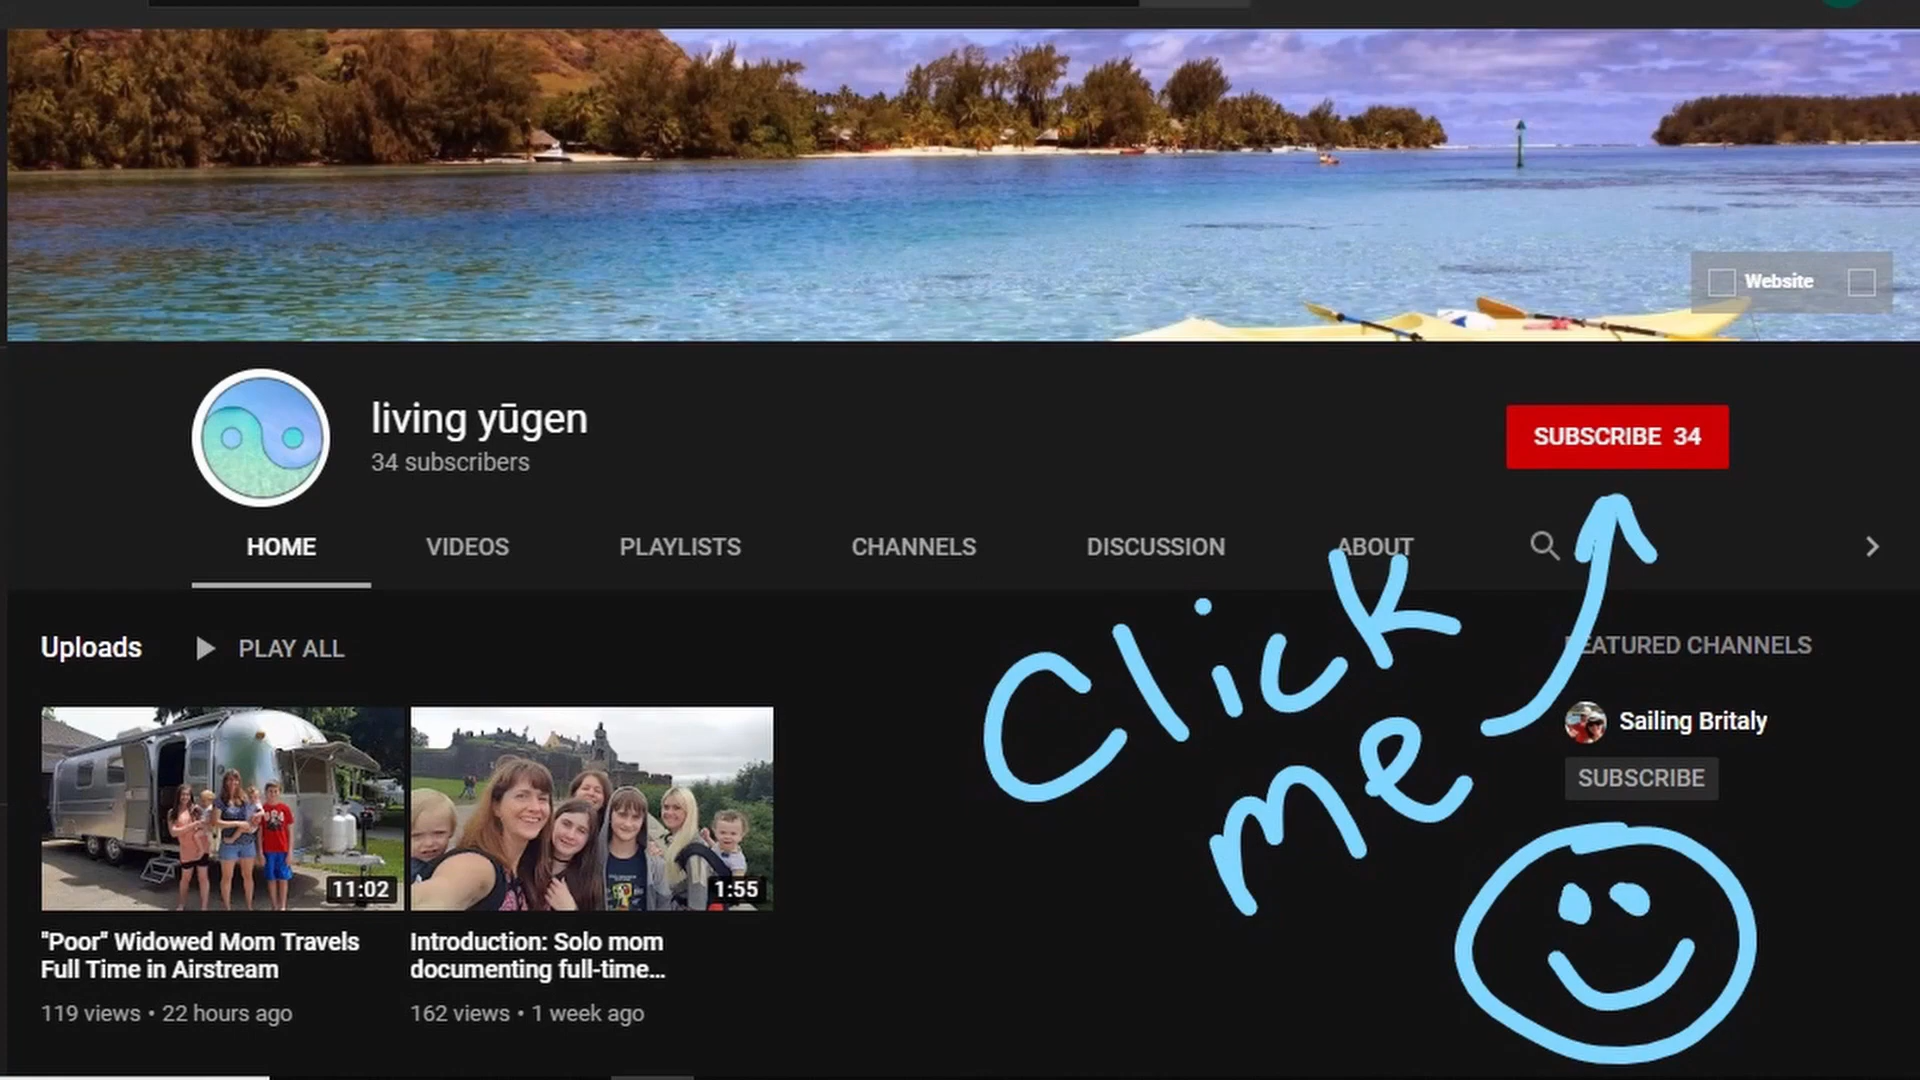 Website
living yūgen
34 subscribers
SUBSCRIBE 34
HOME VIDEOS PLAYLISTS CHANNELS DISCUSSION ABOUT
Click
me
Uploads PLAY ALL
FEATURED CHANNELS
Sailing Britaly
SUBSCRIBE
11:02
1:55
"Poor" Widowed Mom Travels
Full Time in Airstream
119 views • 22 hours ago
Introduction: Solo mom
documenting full-time...
162 views • 1 week ago